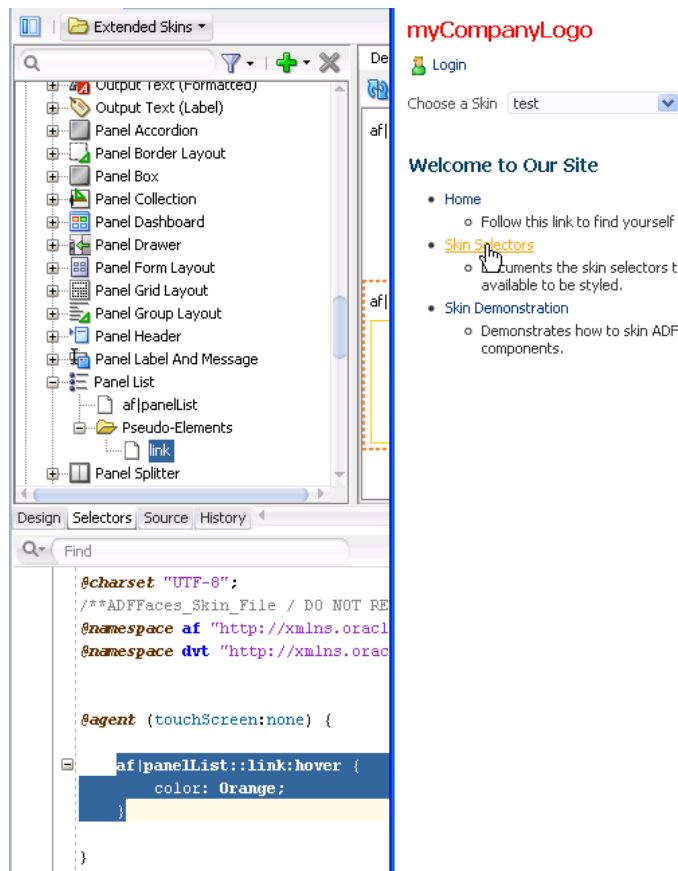 Extended Skins
Output Text (Formatted)
Output Text (Label)
Panel Accordion
Panel Border Layout
Panel Box
Panel Collection
Panel Dashboard
Panel Drawer
Panel Form Layout
Panel Grid Layout
Panel Group Layout
Panel Header
Panel Label And Message
Panel List
af|panelList
Pseudo-Elements
link
Panel Splitter
De
af|
af|
Design Selectors Source History
Find
@charset "UTF-8";
/**ADFFaces_Skin_File / DO NOT RE
@namespace af "http://xmlns.oracl
@namespace dvt "http://xmlns.orac
@agent (touchScreen:none) {
af|panelList::link:hover {
color: Orange;
}
}
myCompanyLogo
Login
Choose a Skin test
Welcome to Our Site
Home
Follow this link to find yourself
Skin Selectors
the skin selectors t
available to be styled.
Skin Demonstration
Demonstrates how to skin ADF
components.